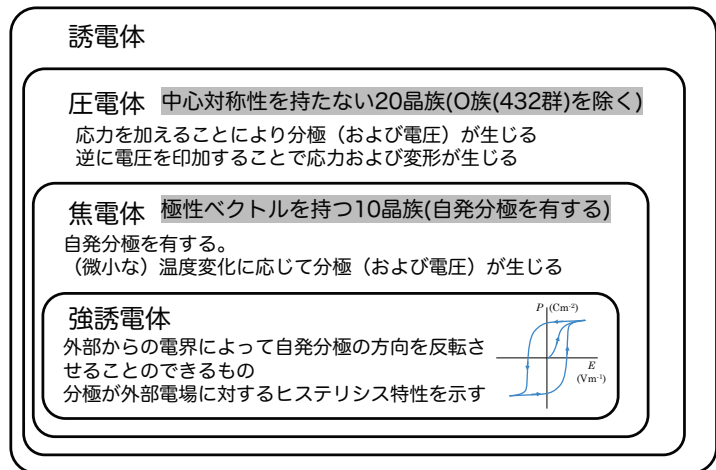 誘電体
圧電体 中心対称性を持たない20晶族(O族(432群)を除く)
応力を加えることにより分極（および電圧）が生じる
逆に電圧を印加することで応力および変形が生じる
焦電体 極性ベクトルを持つ10晶族(自発分極を有する)
自発分極を有する。
（微小な）温度変化に応じて分極（および電圧）が生じる
強誘電体
外部からの電界によって自発分極の方向を反転さ
せることのできるもの
分極が外部電場に対するヒステリシス特性を示す
P (Cm⁻²)
E
(Vm⁻¹)